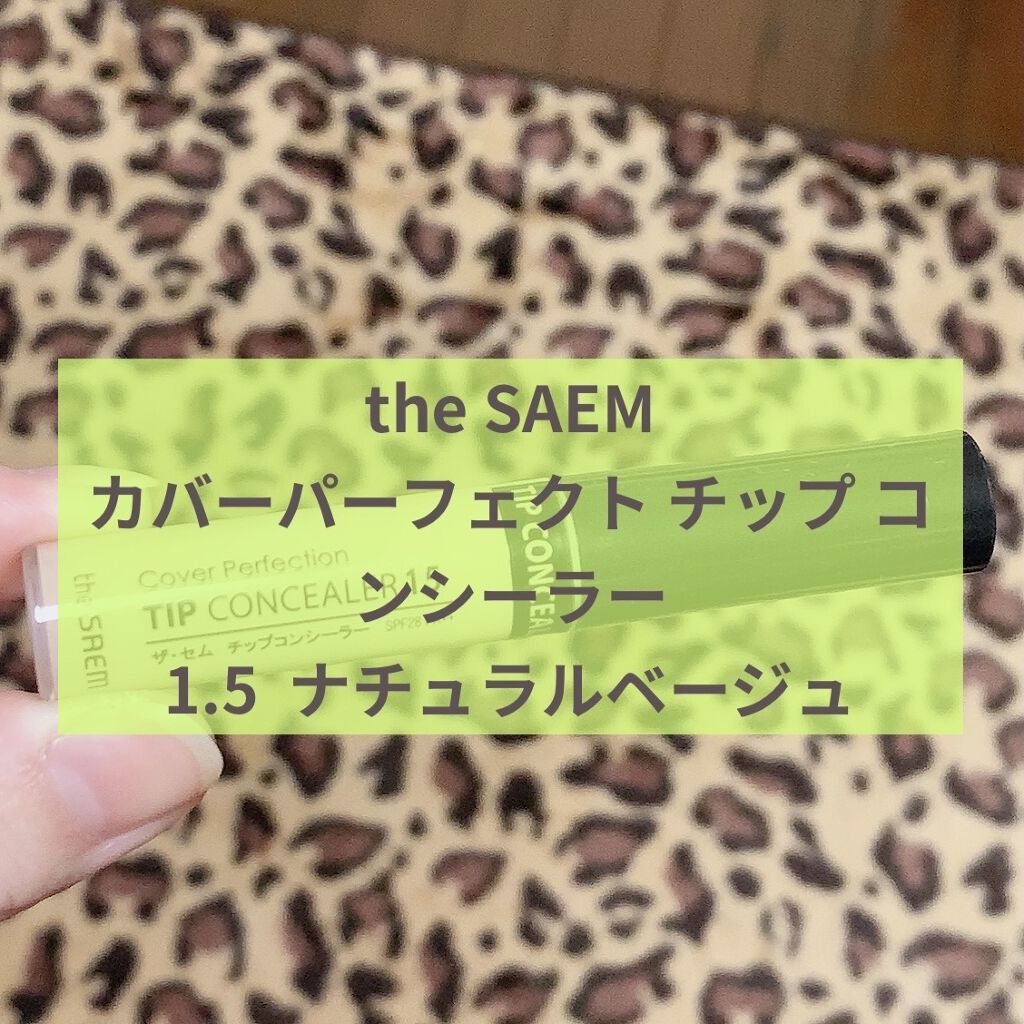 the SAEM
カバーパーフェクト チップ コ
ンシーラー
1.5 ナチュラルベージュ
Cover Perfection
TIP CONCEALER 1.5
ザ・セム チップコンシーラー SPF28
the SAEM
TIP CONCEAL